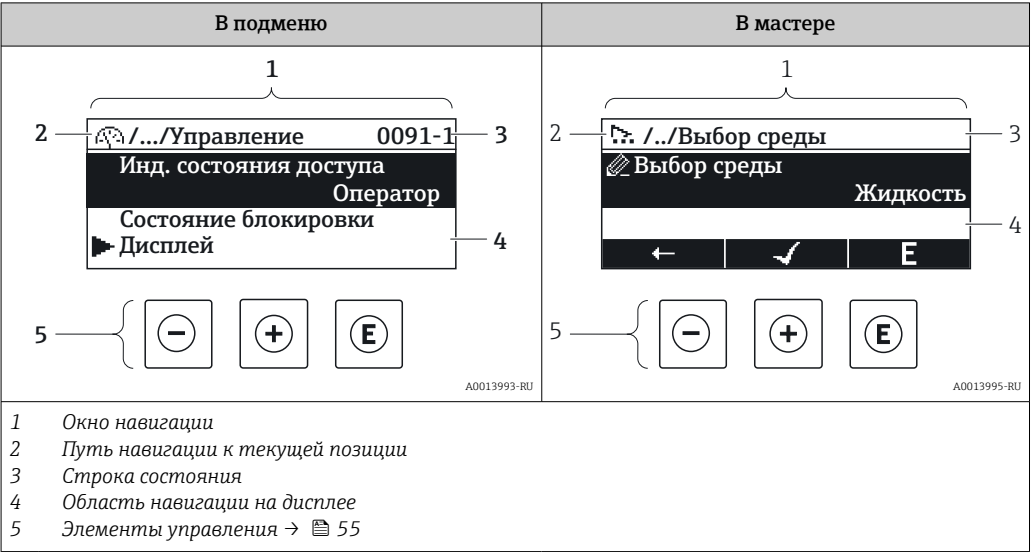 В подменю
В мастере
1
1
2
/.../Управление 0091-1
3
2
/../Выбор среды
3
Инд. состояния доступа
Оператор
Выбор среды
Жидкость
Состояние блокировки
Дисплей
4
4
← ✓ E
5
− + E
5
− + E
A0013993-RU
A0013995-RU
1 Окно навигации
2 Путь навигации к текущей позиции
3 Строка состояния
4 Область навигации на дисплее
5 Элементы управления → 55